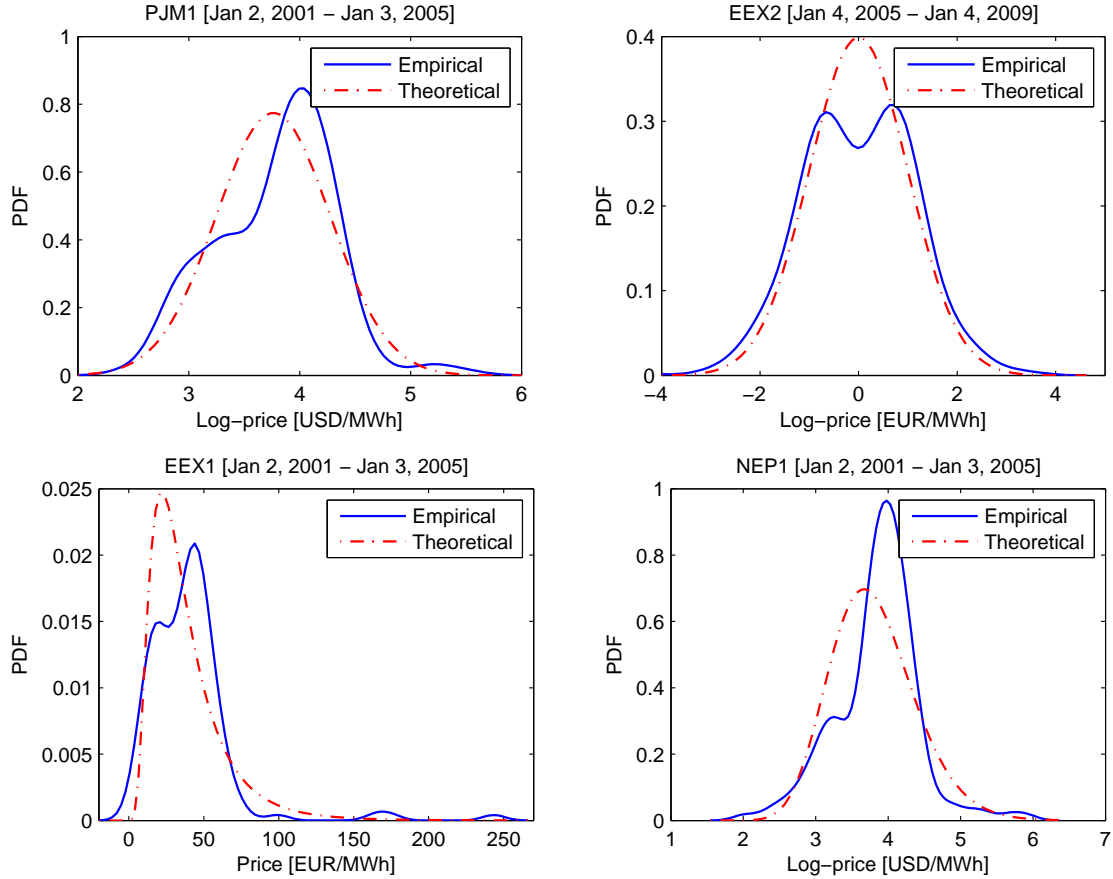 PJM1 [Jan 2, 2001 − Jan 3, 2005]
1
0.8
0.6
0.4
0.2
0
PDF
Empirical
Theoretical
2
3
4
5
6
Log−price [USD/MWh]
EEX2 [Jan 4, 2005 − Jan 4, 2009]
0.4
0.3
0.2
0.1
0
PDF
Empirical
Theoretical
−4
−2
0
2
4
Log−price [EUR/MWh]
EEX1 [Jan 2, 2001 − Jan 3, 2005]
0.025
0.02
0.015
0.01
0.005
0
PDF
Empirical
Theoretical
0
50
100
150
200
250
Price [EUR/MWh]
NEP1 [Jan 2, 2001 − Jan 3, 2005]
1
0.8
0.6
0.4
0.2
0
PDF
Empirical
Theoretical
1
2
3
4
5
6
7
Log−price [USD/MWh]